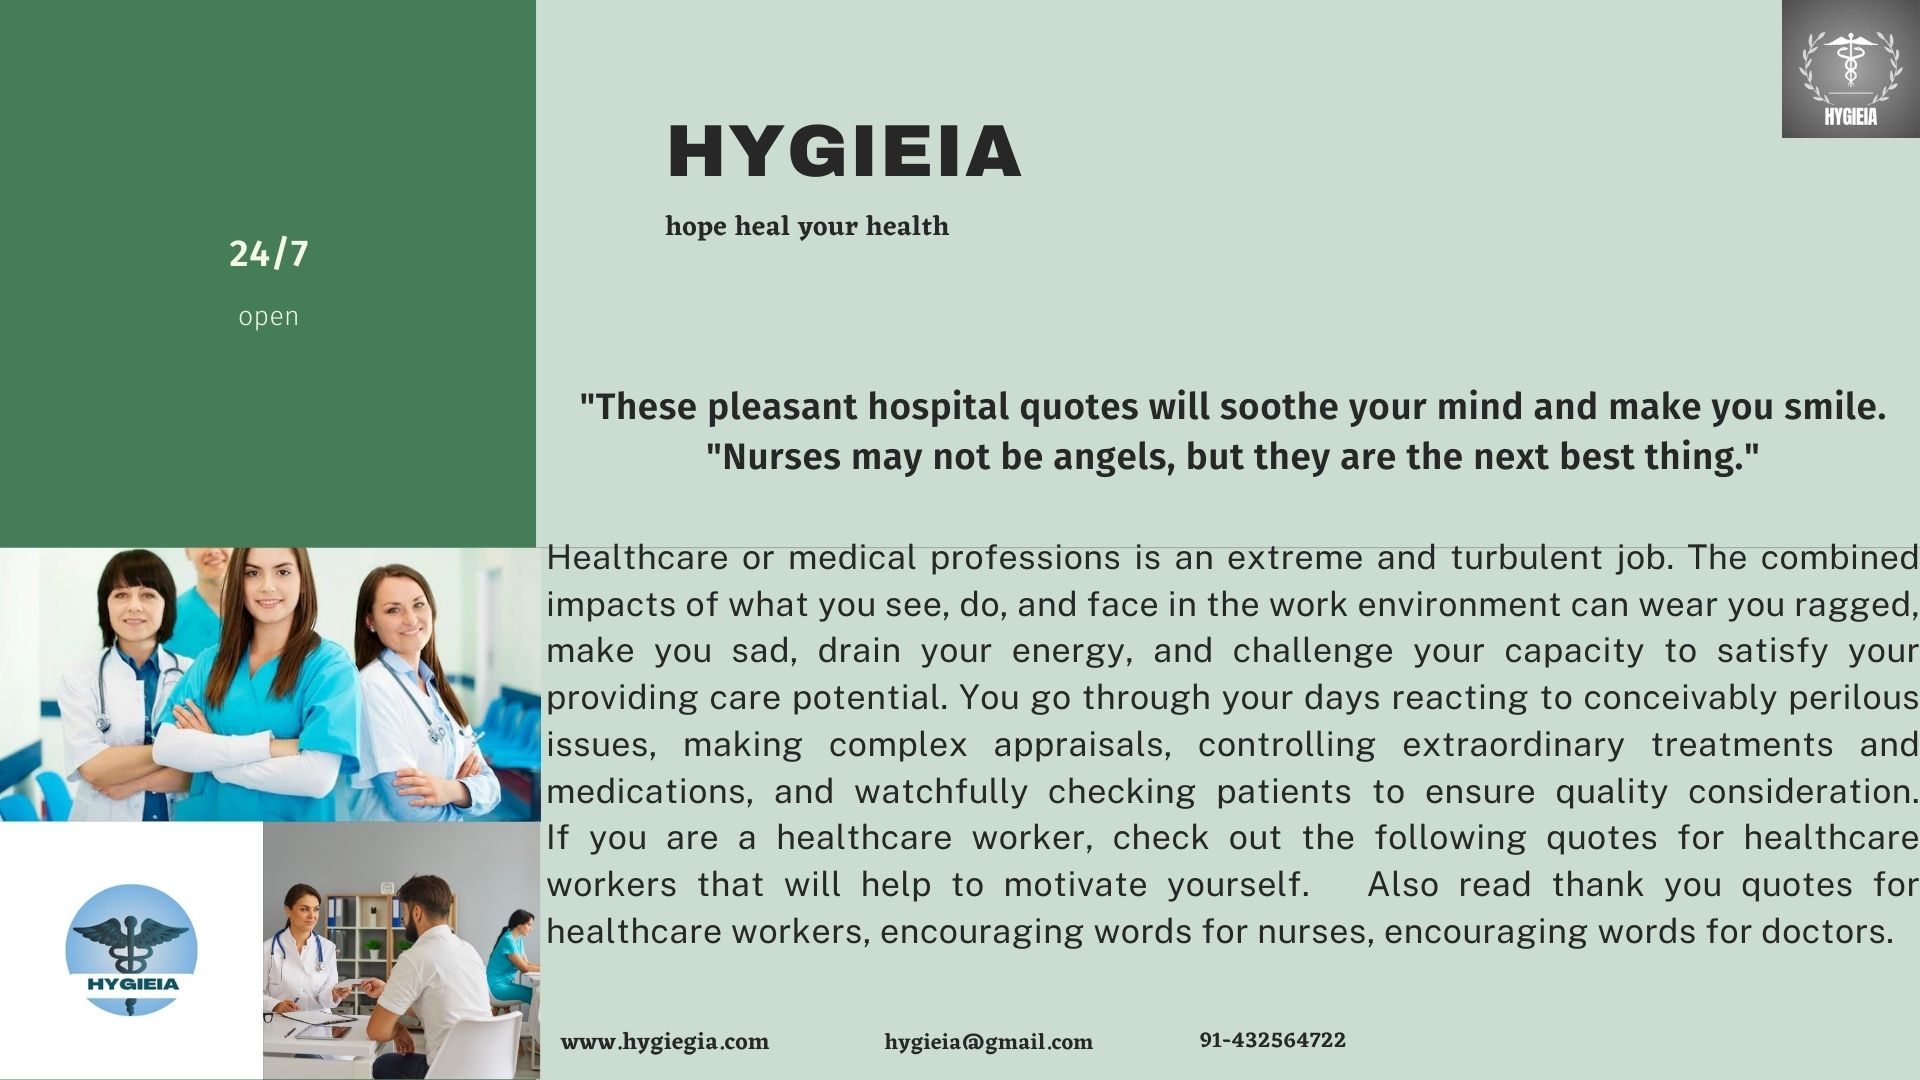 HYGIEIA
24/7
open
HYGIEIA
hope heal your health
"These pleasant hospital quotes will soothe your mind and make you smile.
"Nurses may not be angels, but they are the next best thing."
Healthcare or medical professions is an extreme and turbulent job. The combined
impacts of what you see, do, and face in the work environment can wear you ragged,
make you sad, drain your energy, and challenge your capacity to satisfy your
providing care potential. You go through your days reacting to conceivably perilous
issues, making complex appraisals, controlling extraordinary treatments and
medications, and watchfully checking patients to ensure quality consideration.
If you are a healthcare worker, check out the following quotes for healthcare
workers that will help to motivate yourself. Also read thank you quotes for
healthcare workers, encouraging words for nurses, encouraging words for doctors.
HYGIEIA
www.hygiegia.com
hygieia@gmail.com
91-432564722